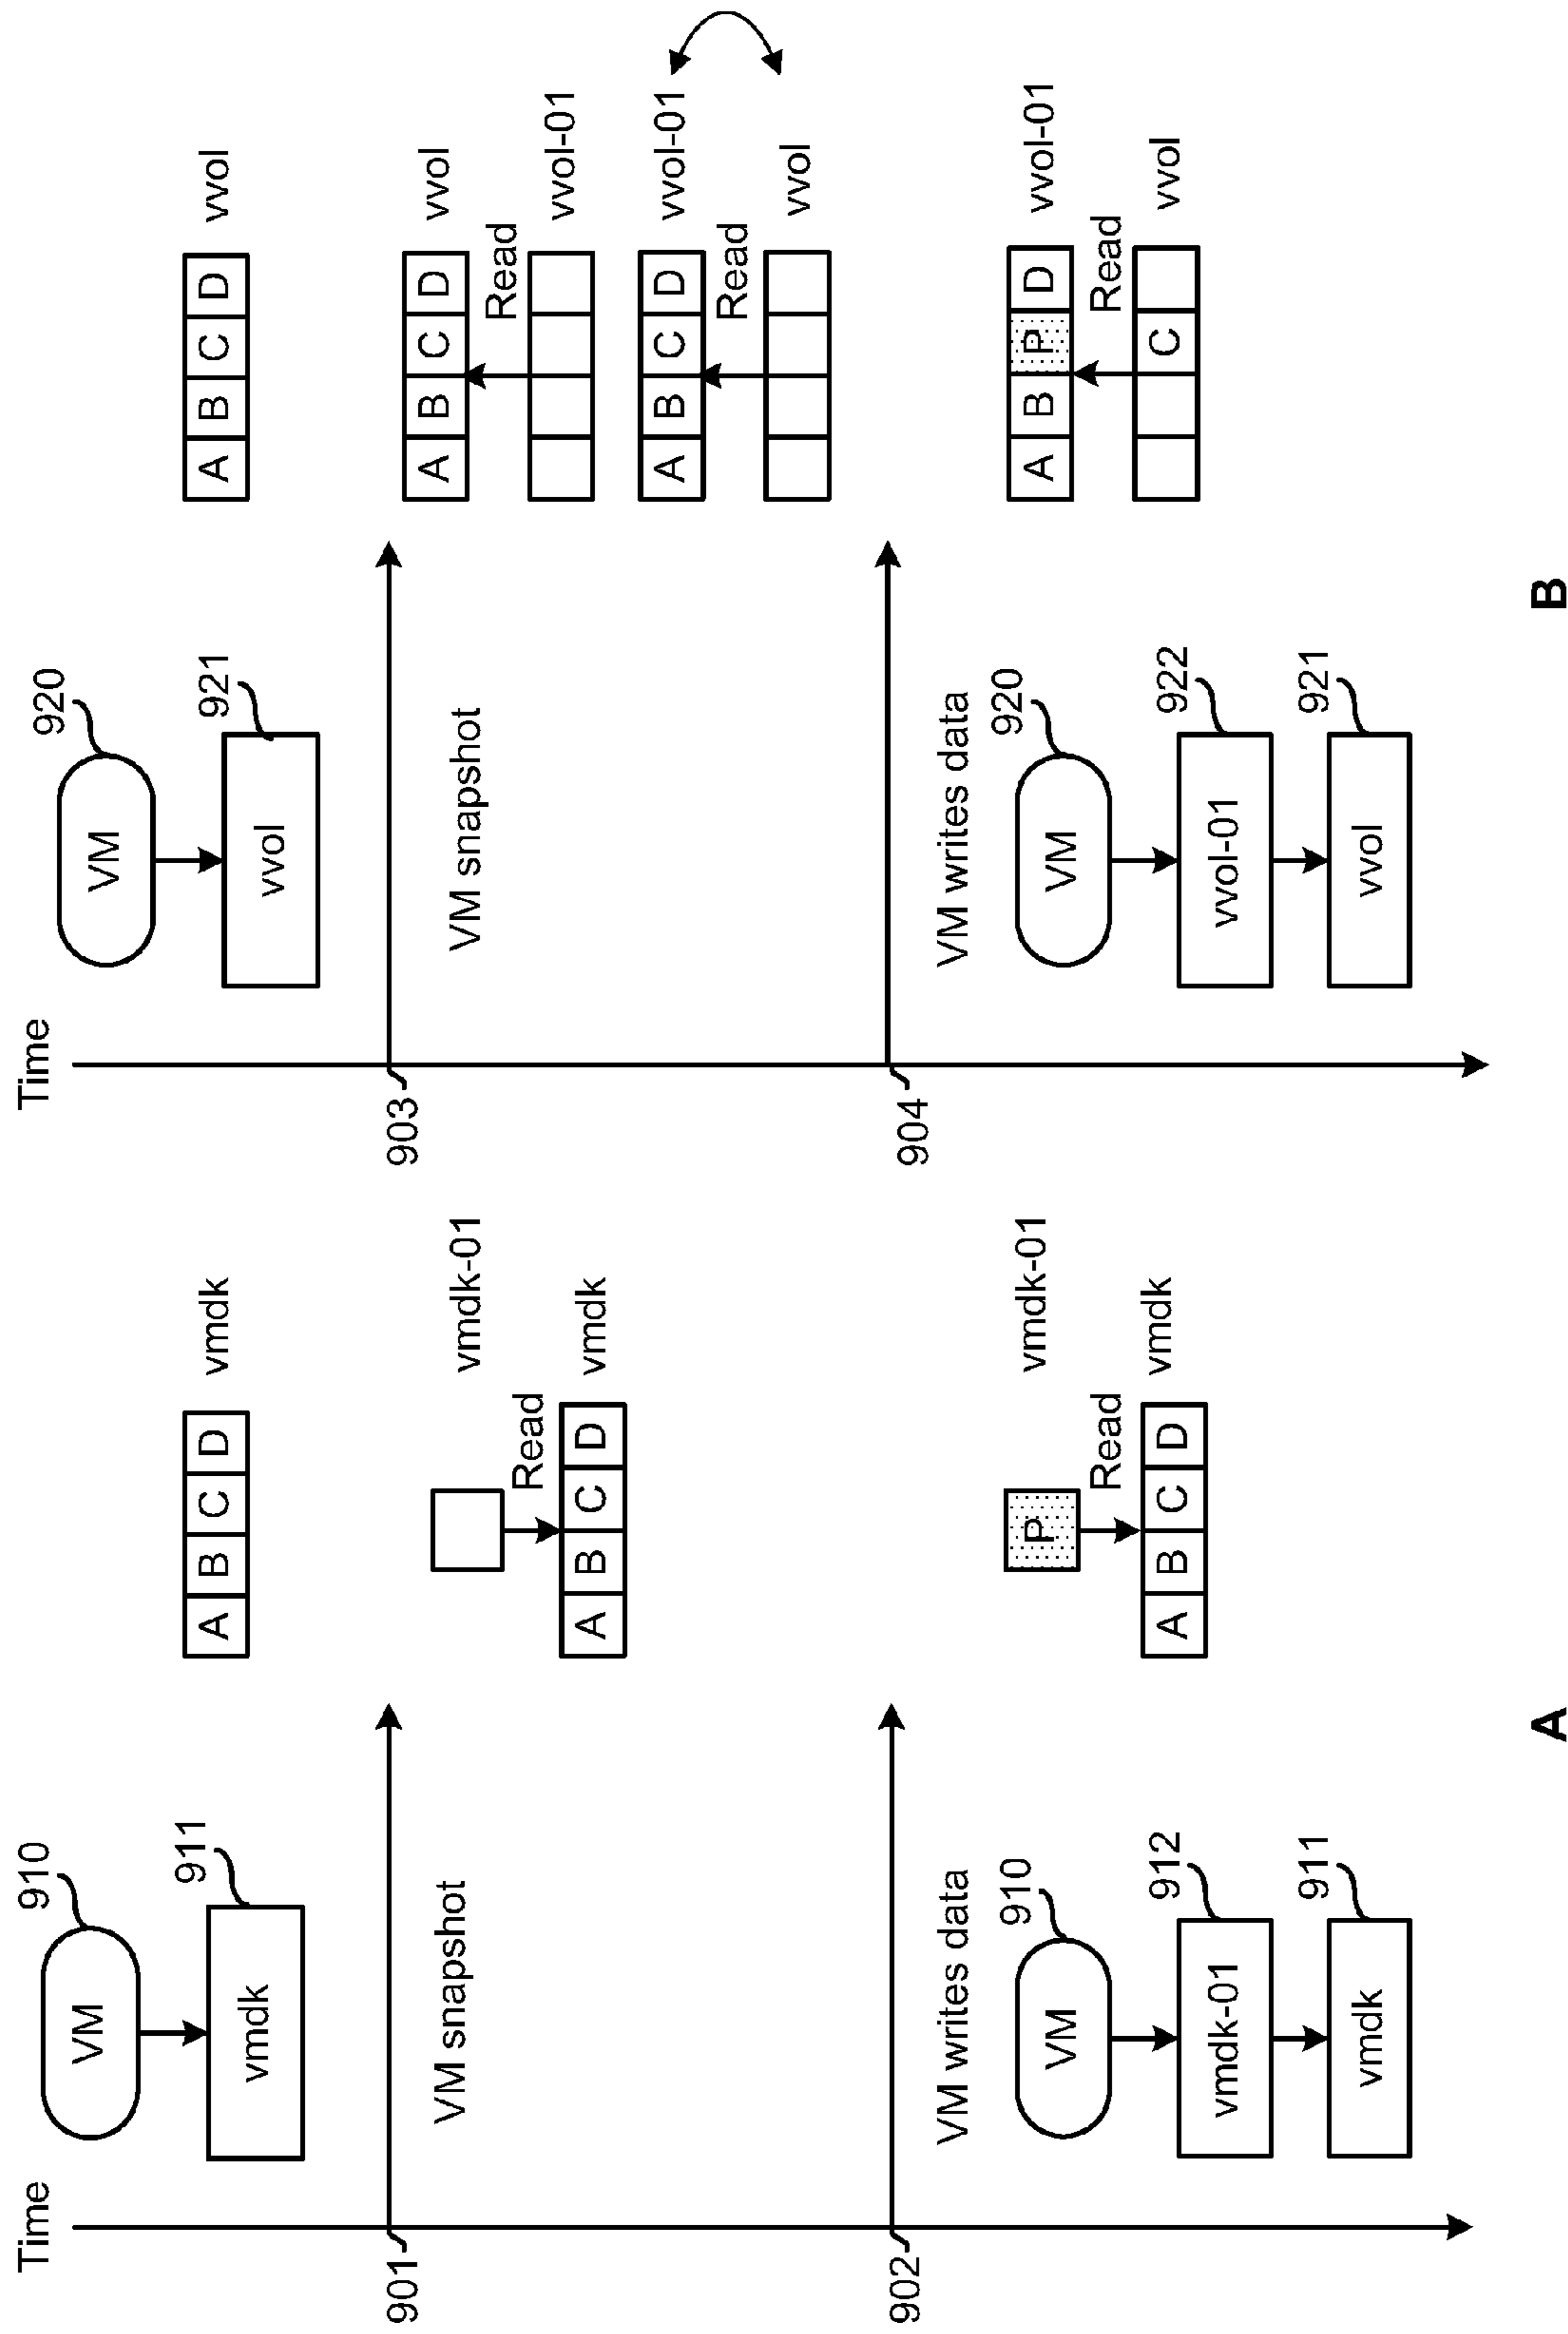 Time
910
VM
911
vmdk
A B C D
vmdk
901
VM snapshot
vmdk-01
Read
A B C D
vmdk
902
VM writes data
910
VM
912
vmdk-01
911
vmdk
P
vmdk-01
Read
A B C D
vmdk
A
Time
920
VM
921
vvol
A B C D
vvol
903
VM snapshot
A B C D
vvol
Read
vvol-01
A B C D
vvol-01
Read
vvol
904
VM writes data
920
VM
922
vvol-01
921
vvol
A B P D
vvol-01
Read
C
vvol
B